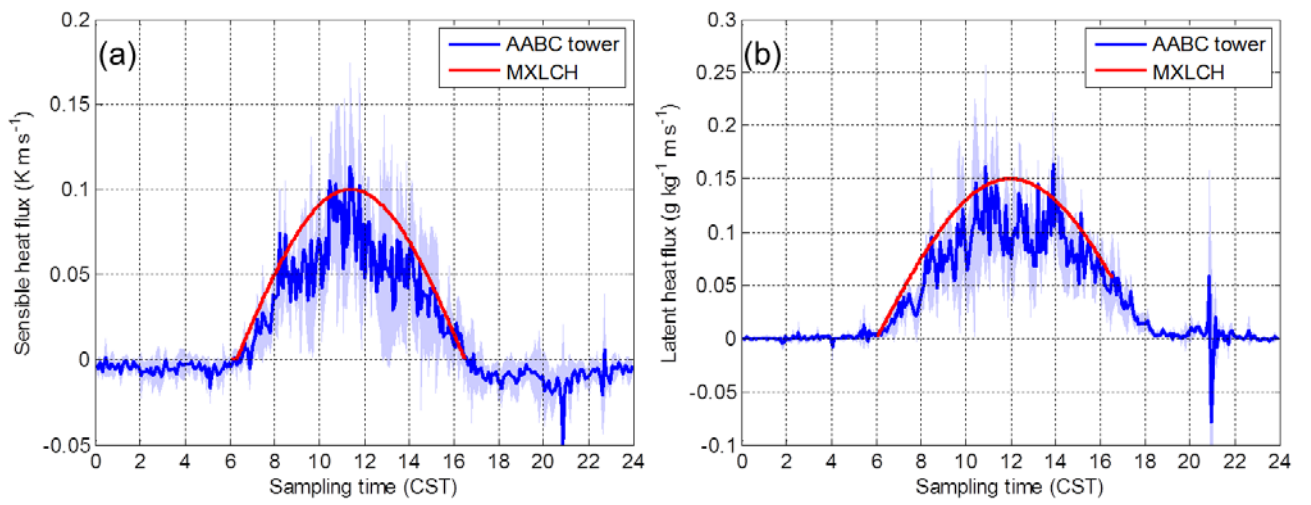 (a)
AABC tower
MXLCH
Sensible heat flux (K m s⁻¹)
0.2
0.15
0.1
0.05
0
-0.05
0 2 4 6 8 10 12 14 16 18 20 22 24
Sampling time (CST)
(b)
AABC tower
MXLCH
Latent heat flux (g kg⁻¹ m s⁻¹)
0.3
0.25
0.2
0.15
0.1
0.05
0
-0.05
-0.1
0 2 4 6 8 10 12 14 16 18 20 22 24
Sampling time (CST)